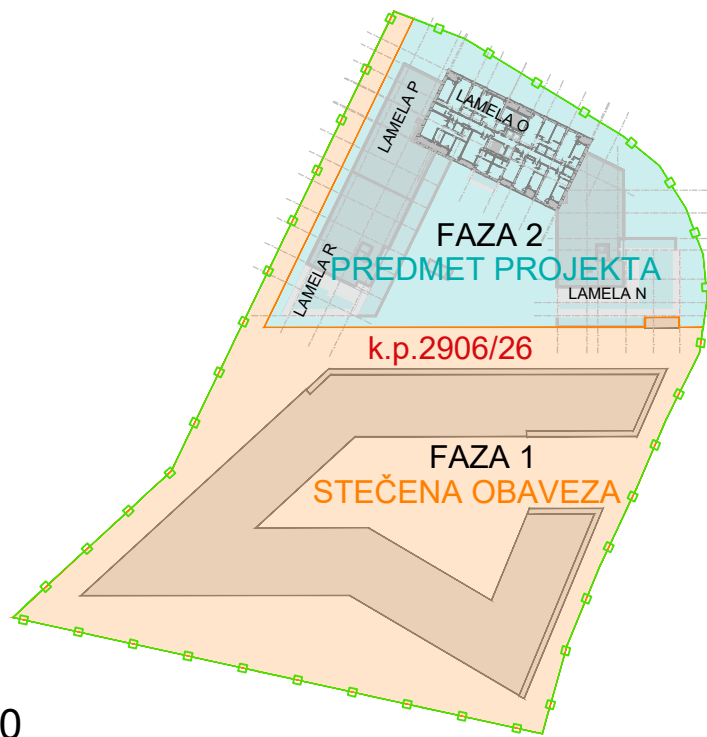 LAMELA P
LAMELA O
FAZA 2
PREDMET PROJEKTA
LAMELA R
LAMELA N
k.p.2906/26
FAZA 1
STEČENA OBAVEZA
0